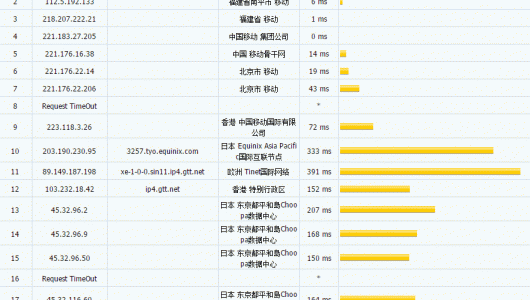 2 112.5.192.133 福建省南平市 移动 6 ms
3 218.207.222.21 福建省 移动 1 ms
4 221.183.27.205 中国移动 集团公司 0 ms
5 221.176.16.38 中国 移动骨干网 14 ms
6 221.176.22.14 北京市 移动 19 ms
7 221.176.22.206 北京市 移动 43 ms
8 Request TimeOut *
9 223.118.3.26 香港 中国移动国际有限 72 ms
公司
10 203.190.230.95 3257.tyo.equinix.com 日本 Equinix Asia Pacifi 333 ms
c国际互联节点
11 89.149.187.198 xe-1-0-0.sin11.ip4.gtt.net 欧洲 Tinet国际网络 391 ms
12 103.232.18.42 ip4.gtt.net 香港 特别行政区 152 ms
13 45.32.96.2 日本 东京都平和島Choo 207 ms
pa数据中心
14 45.32.96.9 日本 东京都平和島Choo 168 ms
pa数据中心
15 45.32.96.50 日本 东京都平和島Choo 150 ms
pa数据中心
16 Request TimeOut *
17 45.32.116.60 日本 东京都平和島Choo 164 ms